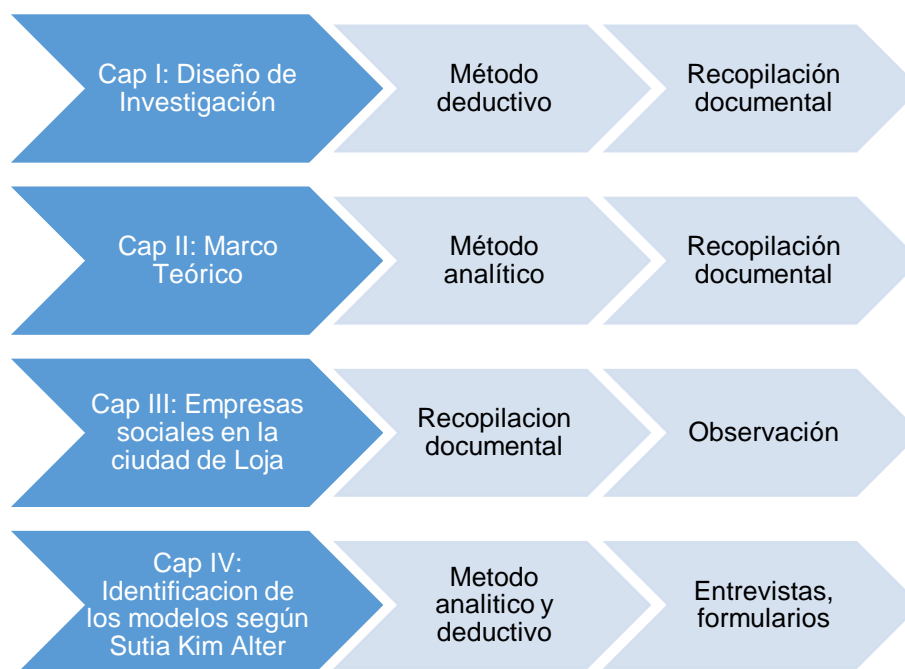 Cap I: Diseño de
Investigación
Método
deductivo
Recopilación
documental
Cap II: Marco
Teórico
Método
analítico
Recopilación
documental
Cap III: Empresas
sociales en la
ciudad de Loja
Recopilacion
documental
Observación
Cap IV:
Identificacion de
los modelos según
Sutia Kim Alter
Metodo
analitico y
deductivo
Entrevistas,
formularios